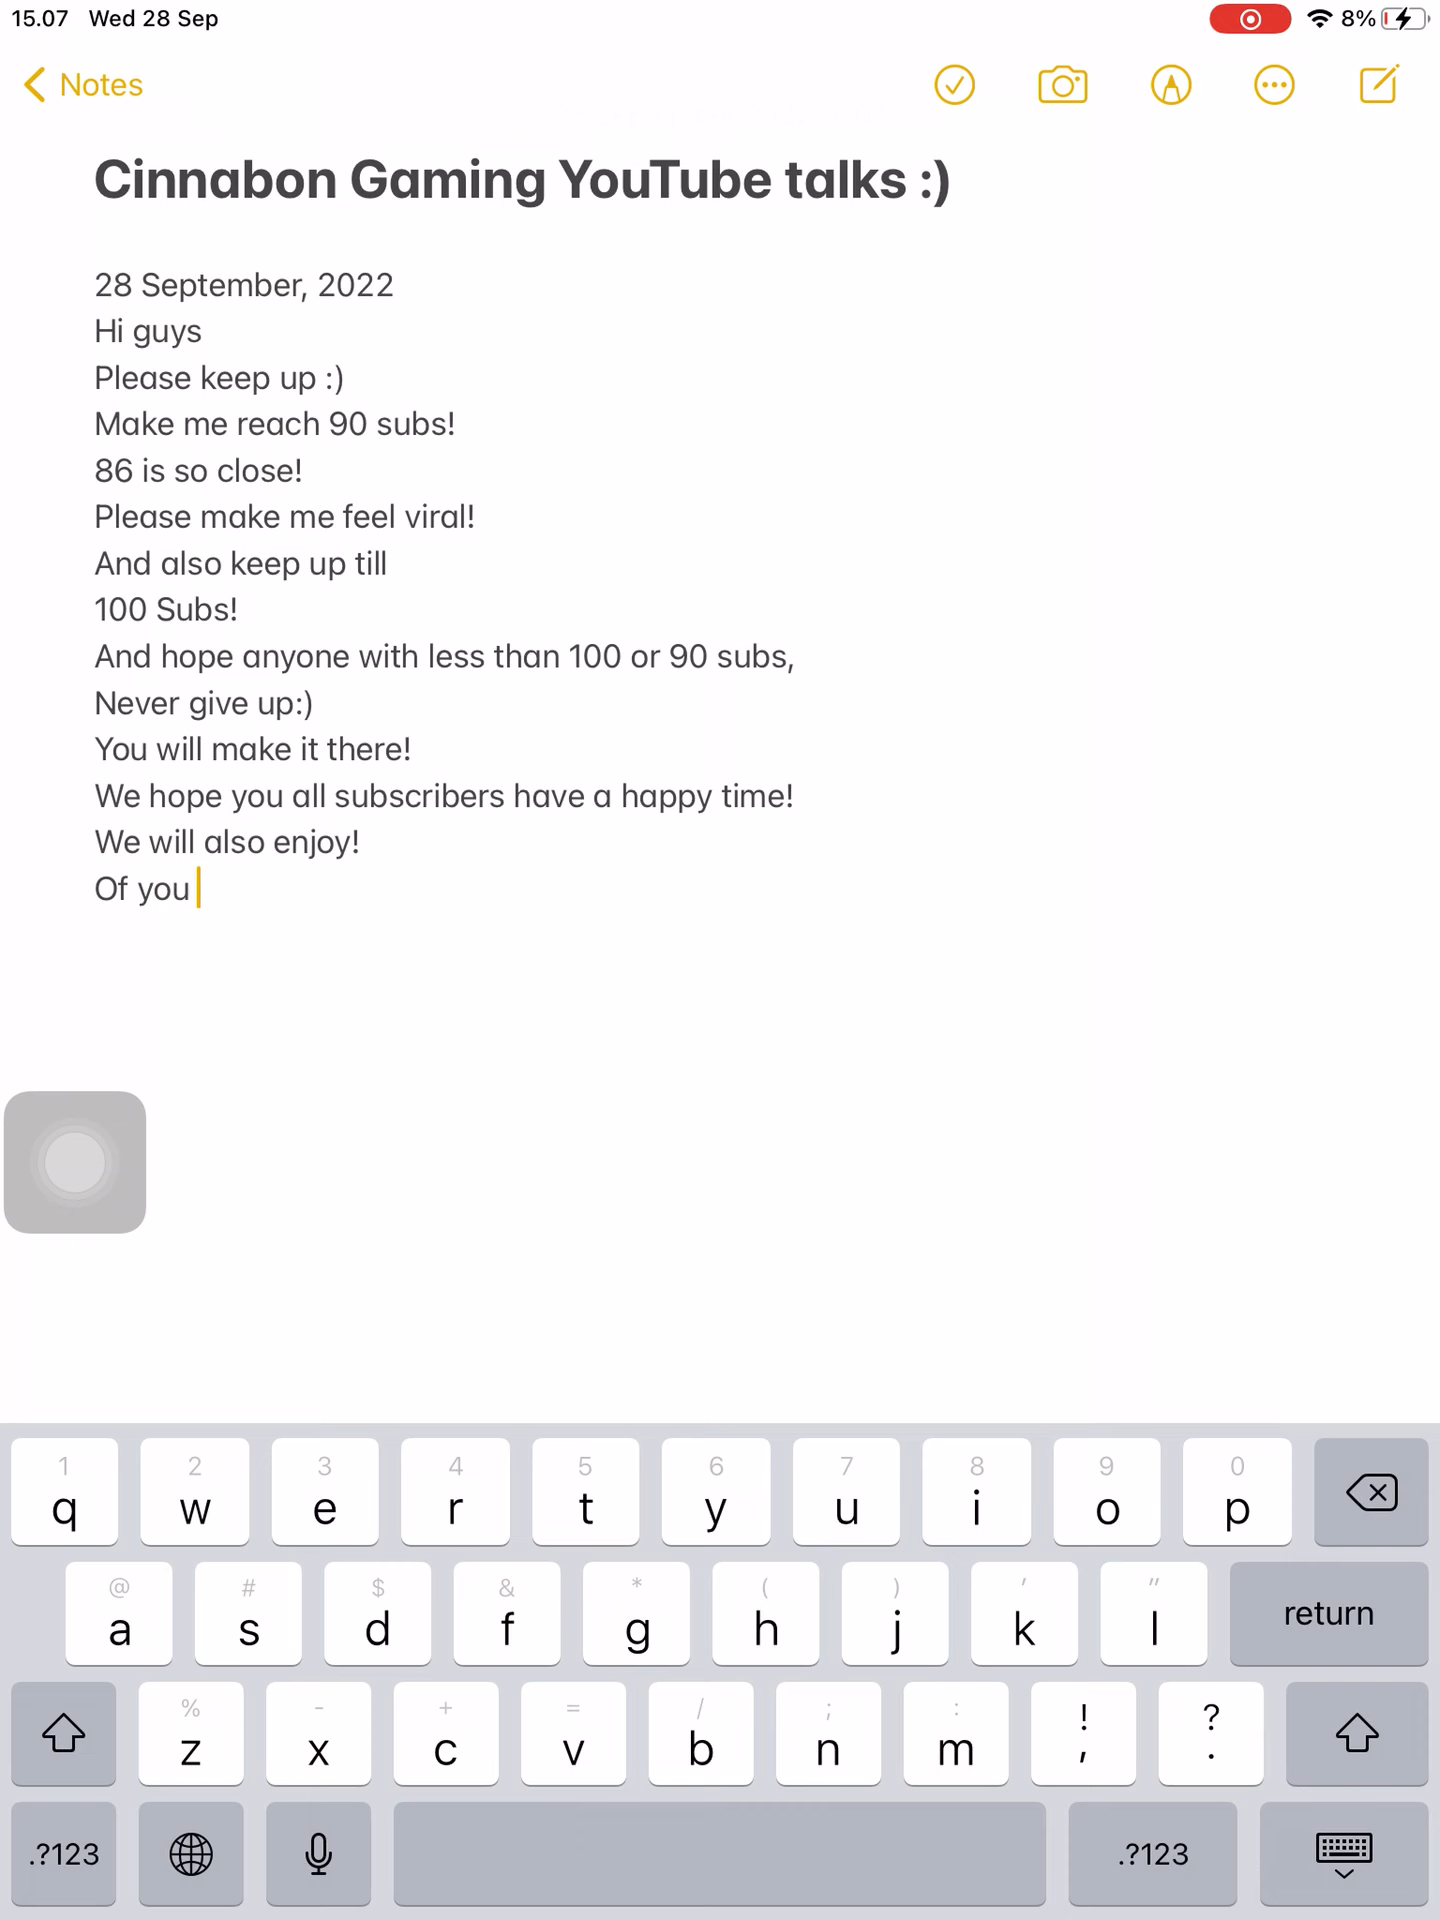 15.07 Wed 28 Sep 8%
Notes
Cinnabon Gaming YouTube talks :)
28 September, 2022
Hi guys
Please keep up :)
Make me reach 90 subs!
86 is so close!
Please make me feel viral!
And also keep up till
100 Subs!
And hope anyone with less than 100 or 90 subs,
Never give up:)
You will make it there!
We hope you all subscribers have a happy time!
We will also enjoy!
Of you
1 2 3 4 5 6 7 8 9 0
q w e r t y u i o p
@ # $ & * ( ) ' "
a s d f g h j k l return
% - + = / ; : ! ?
z x c v b n m , .
.?123 .?123